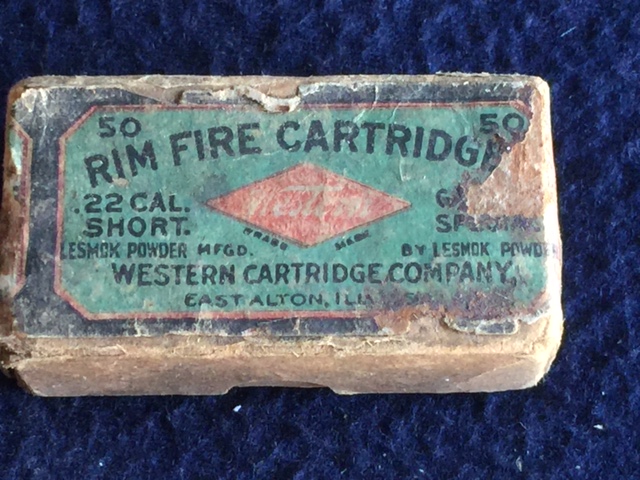 50 50
RIM FIRE CARTRIDGE
Western
TRADE MARK
.22 CAL.
SHORT.
LESMOK POWDER MFGD. BY LESMOK POWDER
WESTERN CARTRIDGE COMPANY,
EAST ALTON, ILL.